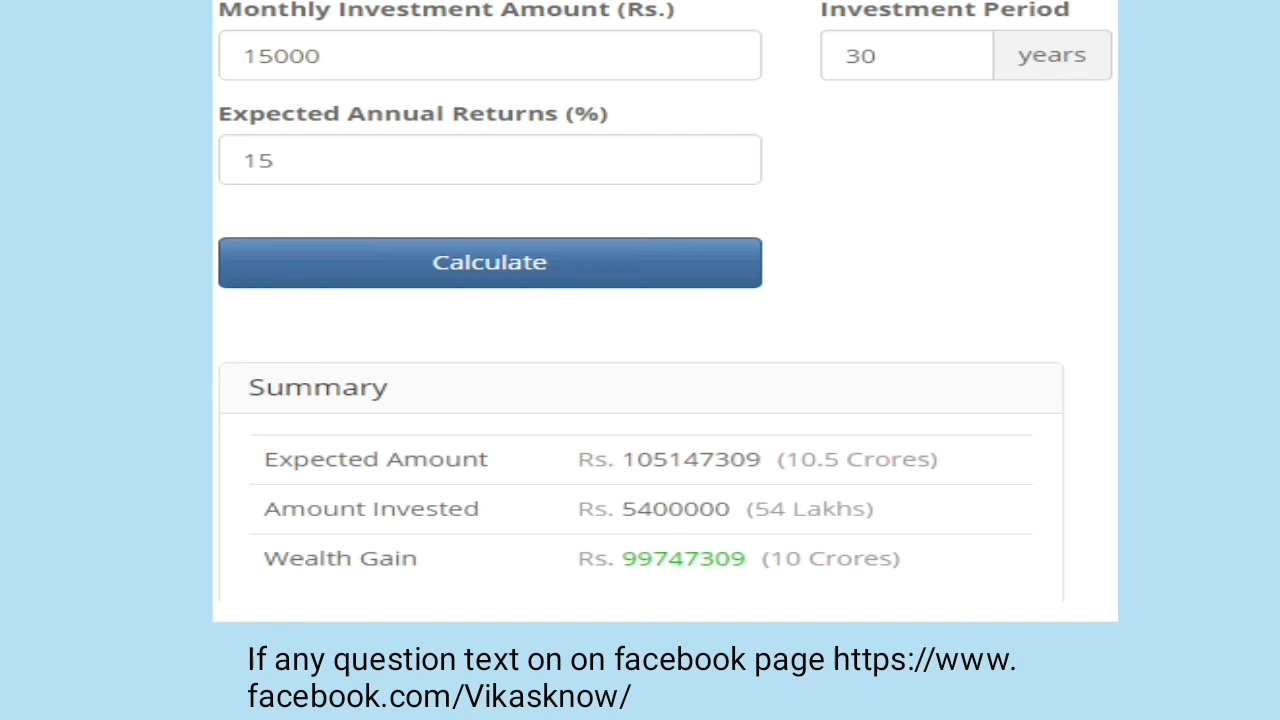 Monthly Investment Amount (Rs.) Investment Period
15000 30 years
Expected Annual Returns (%)
15
Calculate
Summary
Expected Amount Rs. 105147309 (10.5 Crores)
Amount Invested Rs. 5400000 (54 Lakhs)
Wealth Gain Rs. 99747309 (10 Crores)
If any question text on on facebook page https://www.
facebook.com/Vikasknow/